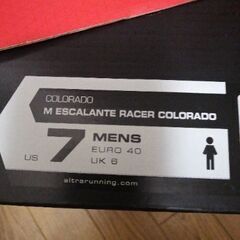 COLORADO
M ESCALANTE RACER COLORADO
US 7 MENS
EURO 40
UK 6
altrarunning.com